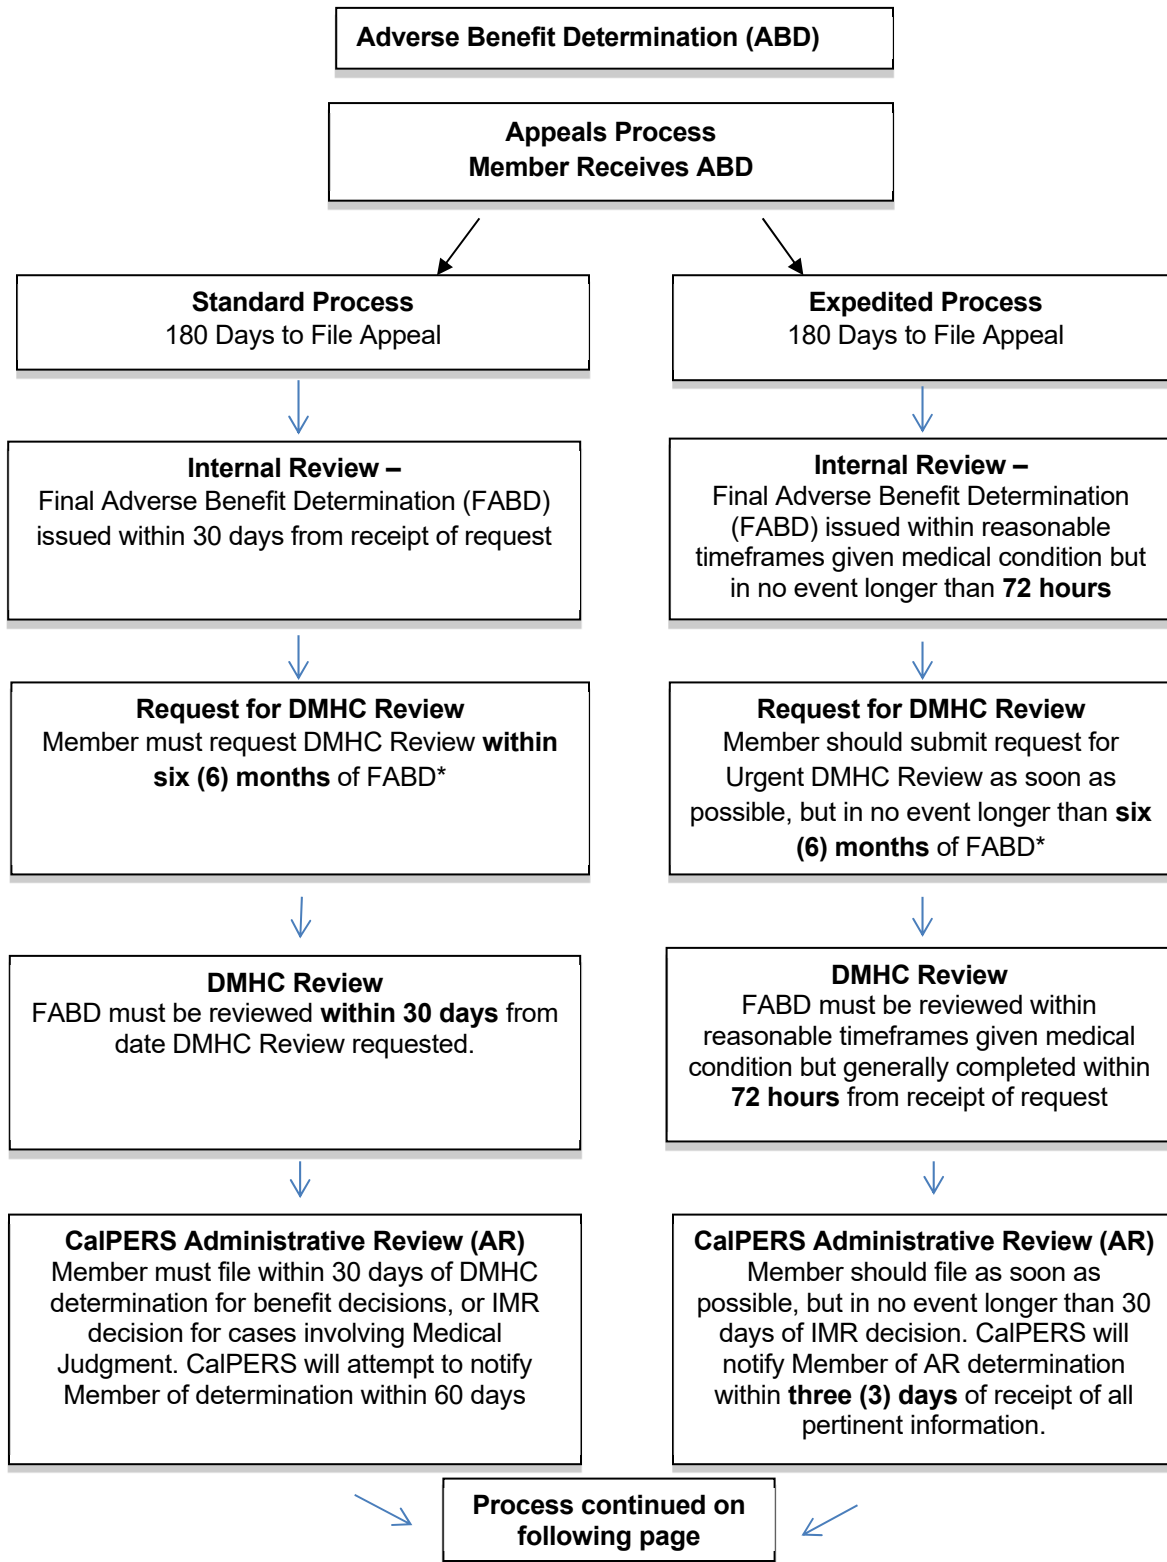 Adverse Benefit Determination (ABD)
Appeals Process
Member Receives ABD
Standard Process
180 Days to File Appeal
Expedited Process
180 Days to File Appeal
Internal Review –
Final Adverse Benefit Determination (FABD)
issued within 30 days from receipt of request
Internal Review –
Final Adverse Benefit Determination
(FABD) issued within reasonable
timeframes given medical condition but
in no event longer than 72 hours
Request for DMHC Review
Member must request DMHC Review within
six (6) months of FABD*
Request for DMHC Review
Member should submit request for
Urgent DMHC Review as soon as
possible, but in no event longer than six
(6) months of FABD*
DMHC Review
FABD must be reviewed within 30 days from
date DMHC Review requested.
DMHC Review
FABD must be reviewed within
reasonable timeframes given medical
condition but generally completed within
72 hours from receipt of request
CalPERS Administrative Review (AR)
Member must file within 30 days of DMHC
determination for benefit decisions, or IMR
decision for cases involving Medical
Judgment. CalPERS will attempt to notify
Member of determination within 60 days
CalPERS Administrative Review (AR)
Member should file as soon as
possible, but in no event longer than 30
days of IMR decision. CalPERS will
notify Member of AR determination
within three (3) days of receipt of all
pertinent information.
Process continued on
following page